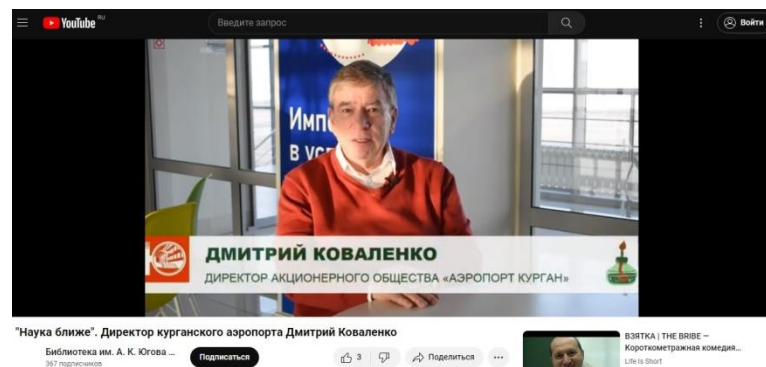 YouTube RU
Введите запрос
Войти
Имп
в ус
ДМИТРИЙ КОВАЛЕНКО
ДИРЕКТОР АКЦИОНЕРНОГО ОБЩЕСТВА «АЭРОПОРТ КУРГАН»
"Наука ближе". Директор курганского аэропорта Дмитрий Коваленко
Библиотека им. А. К. Югова ...
367 подписчиков
Подписаться
3
Поделиться
ВЗЯТКА | THE BRIBE –
Короткометражная комедия...
Life is Short